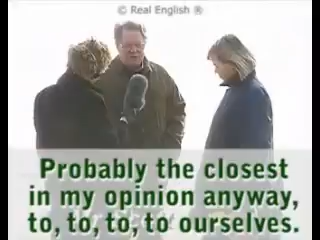 © Real English ®
Probably the closest
in my opinion anyway,
to, to, to, to ourselves.